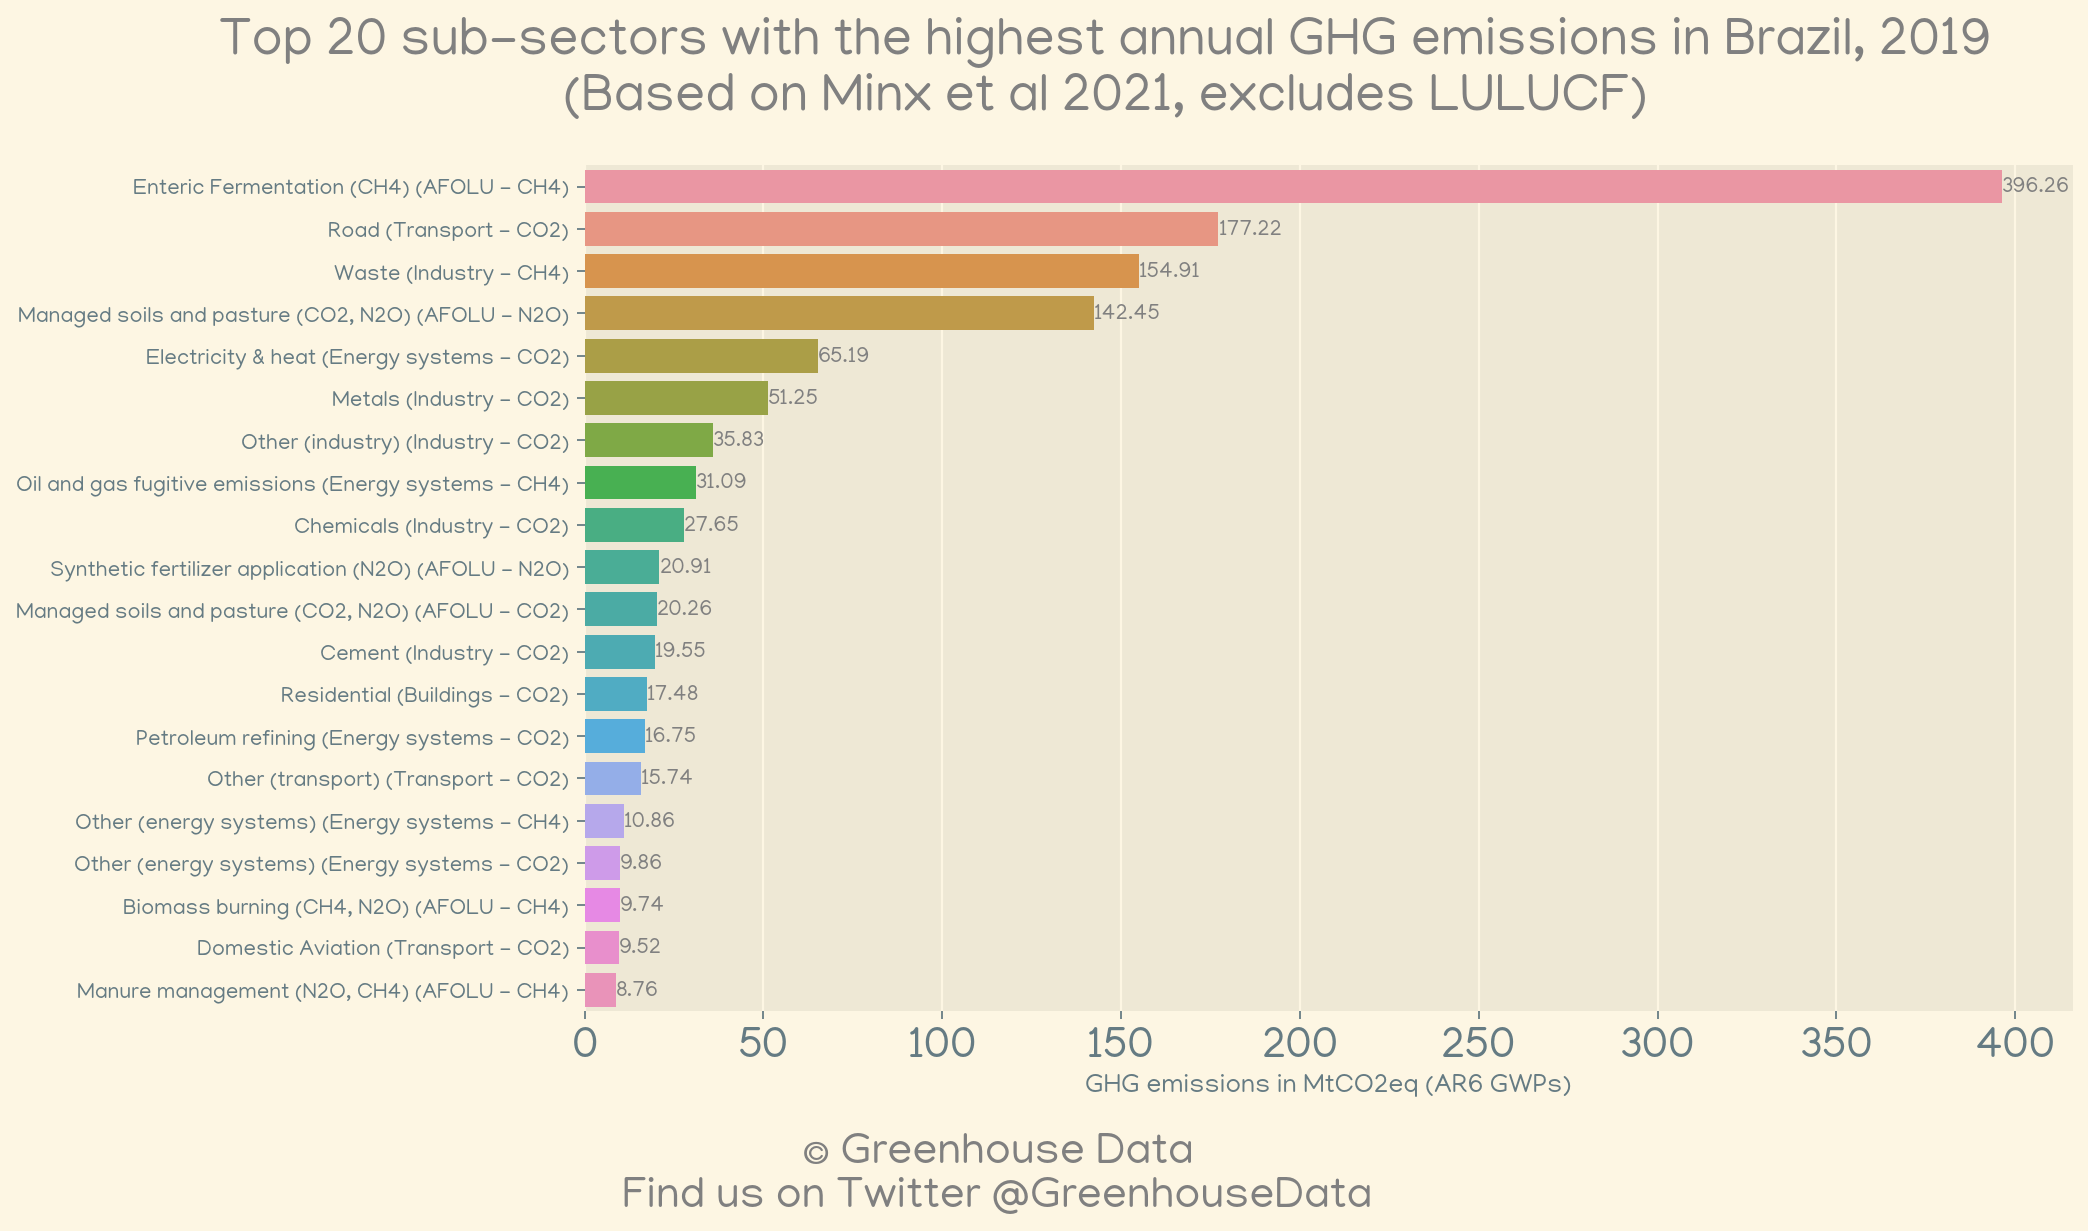 Top 20 sub-sectors with the highest annual GHG emissions in Brazil, 2019
(Based on Minx et al 2021, excludes LULUCF)
Enteric Fermentation (CH4) (AFOLU - CH4) 396.26
Road (Transport - CO2) 177.22
Waste (Industry - CH4) 154.91
Managed soils and pasture (CO2, N2O) (AFOLU - N2O) 142.45
Electricity & heat (Energy systems - CO2) 65.19
Metals (Industry - CO2) 51.25
Other (industry) (Industry - CO2) 35.83
Oil and gas fugitive emissions (Energy systems - CH4) 31.09
Chemicals (Industry - CO2) 27.65
Synthetic fertilizer application (N2O) (AFOLU - N2O) 20.91
Managed soils and pasture (CO2, N2O) (AFOLU - CO2) 20.26
Cement (Industry - CO2) 19.55
Residential (Buildings - CO2) 17.48
Petroleum refining (Energy systems - CO2) 16.75
Other (transport) (Transport - CO2) 15.74
Other (energy systems) (Energy systems - CH4) 10.86
Other (energy systems) (Energy systems - CO2) 9.86
Biomass burning (CH4, N2O) (AFOLU - CH4) 9.74
Domestic Aviation (Transport - CO2) 9.52
Manure management (N2O, CH4) (AFOLU - CH4) 8.76
0 50 100 150 200 250 300 350 400
GHG emissions in MtCO2eq (AR6 GWPs)
© Greenhouse Data
Find us on Twitter @GreenhouseData